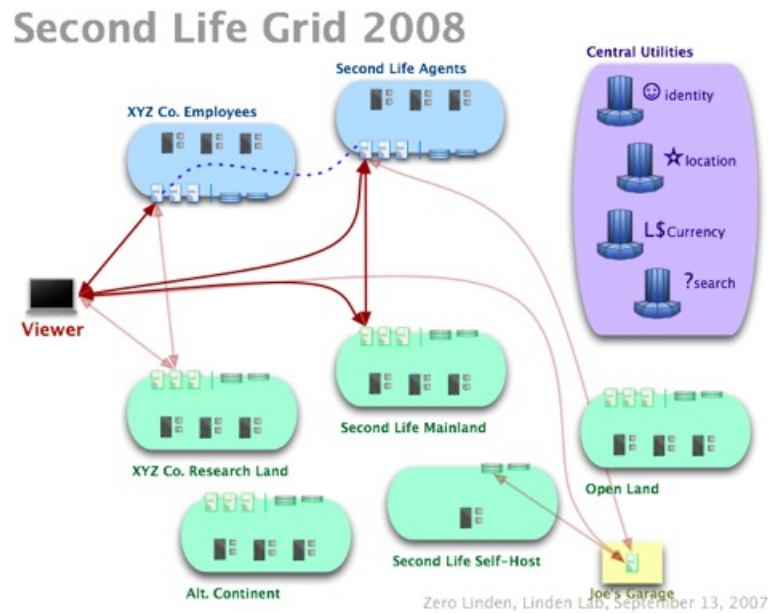 Second Life Grid 2008
Central Utilities
Second Life Agents
XYZ Co. Employees
identity
location
L$ Currency
?search
Viewer
Second Life Mainland
XYZ Co. Research Land
Open Land
Second Life Self-Host
Alt. Continent
Joe's Garage
Zero Linden, Linden Lab, September 13, 2007